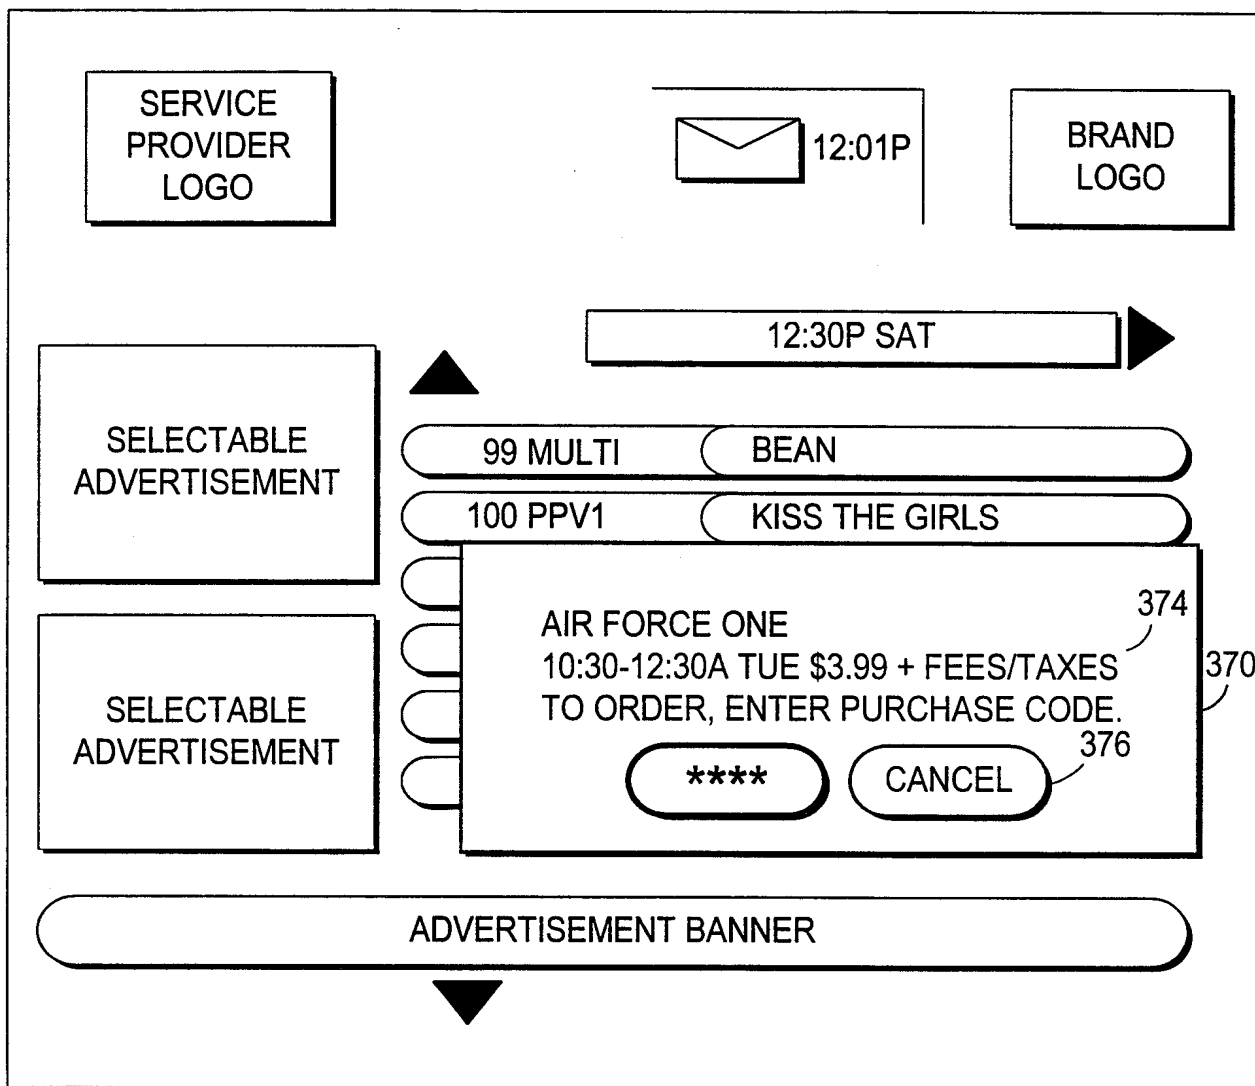 SERVICE
PROVIDER
LOGO
12:01P
BRAND
LOGO
12:30P SAT
SELECTABLE
ADVERTISEMENT
99 MULTI BEAN
100 PPV1 KISS THE GIRLS
374
AIR FORCE ONE
10:30-12:30A TUE $3.99 + FEES/TAXES
370
TO ORDER, ENTER PURCHASE CODE.
376
**** CANCEL
SELECTABLE
ADVERTISEMENT
ADVERTISEMENT BANNER